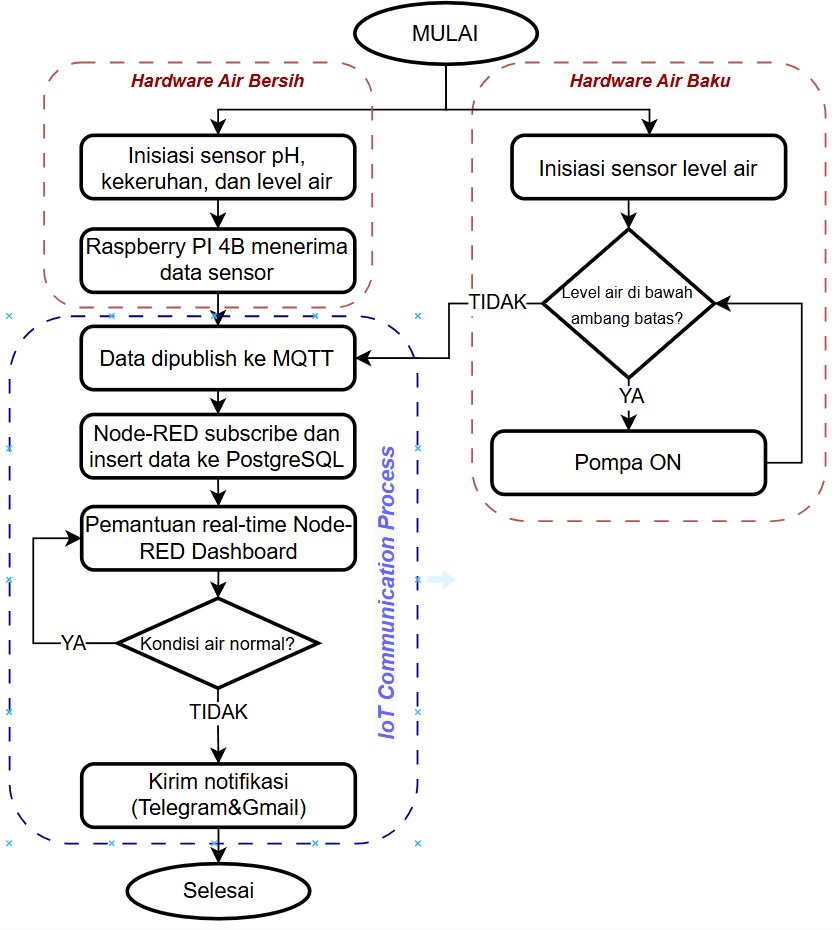 MULAI
Hardware Air Bersih
Hardware Air Baku
Inisiasi sensor pH,
kekeruhan, dan level air
Inisiasi sensor level air
Raspberry PI 4B menerima
data sensor
Level air di bawah
ambang batas?
TIDAK
YA
Pompa ON
Data dipublish ke MQTT
Node-RED subscribe dan
insert data ke PostgreSQL
Pemantuan real-time Node-
RED Dashboard
IoT Communication Process
Kondisi air normal?
YA
TIDAK
Kirim notifikasi
(Telegram&Gmail)
Selesai